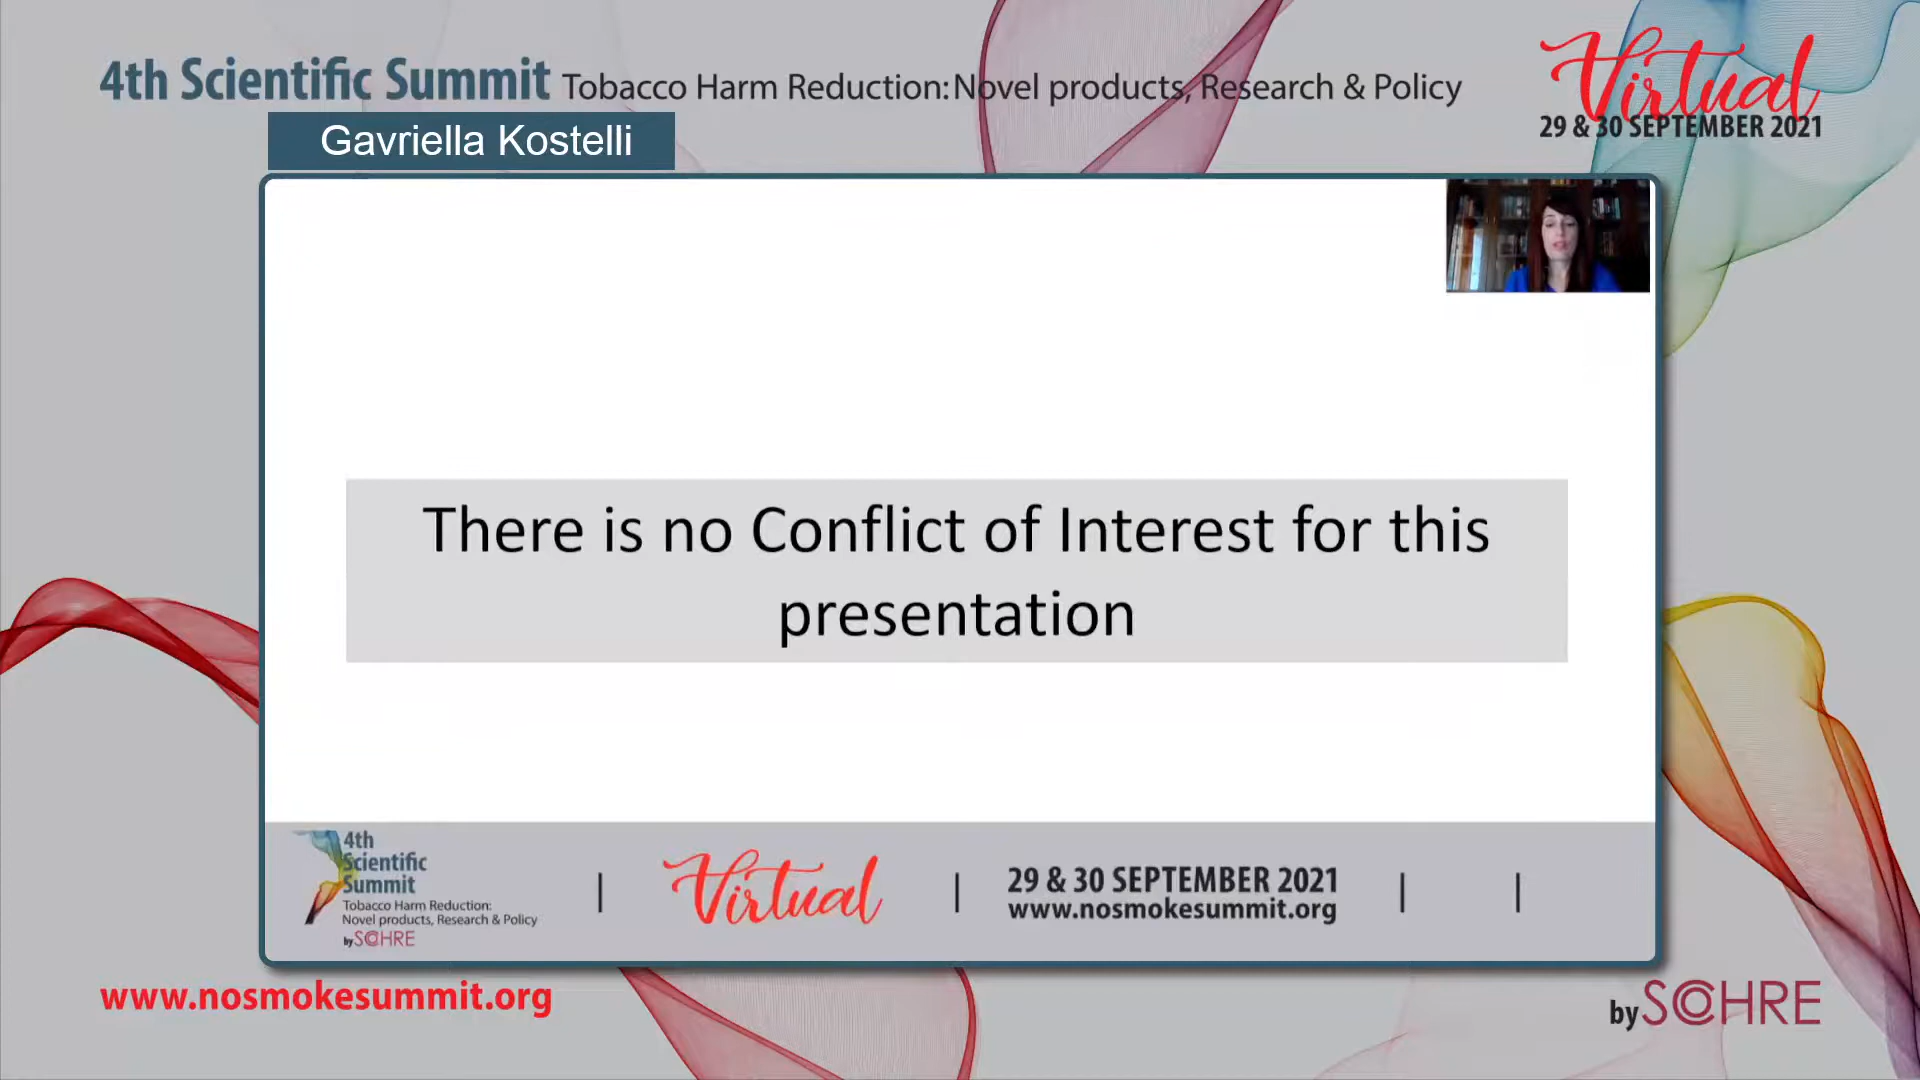 4th Scientific Summit Tobacco Harm Reduction: Novel products, Research & Policy
Virtual
29 & 30 SEPTEMBER 2021
Gavriella Kostelli
There is no Conflict of Interest for this
presentation
4th
Scientific
Summit
Tobacco Harm Reduction:
Novel products, Research & Policy
by SCOHRE
Virtual
29 & 30 SEPTEMBER 2021
www.nosmokesummit.org
www.nosmokesummit.org
by SCOHRE